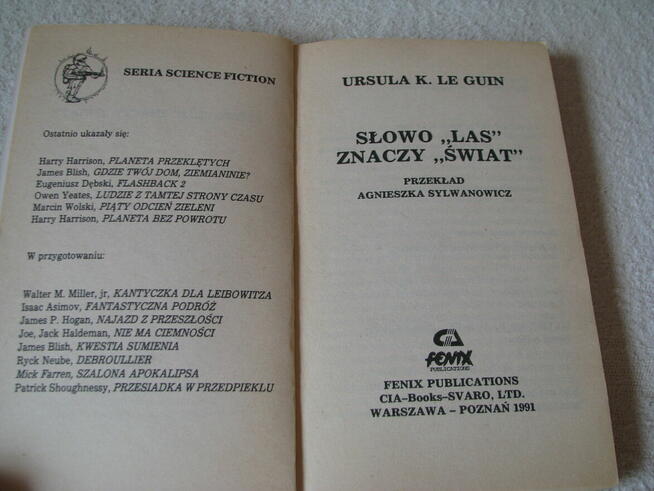 SERIA SCIENCE FICTION
Ostatnio ukazały się:
Harry Harrison, PLANETA PRZEKLĘTYCH
James Blish, GDZIE TWÓJ DOM, ZIEMIANINIE?
Eugeniusz Dębski, FLASHBACK 2
Owen Yeates, LUDZIE Z TAMTEJ STRONY CZASU
Marcin Wolski, PIĄTY ODCIEŃ ZIELENI
Harry Harrison, PLANETA BEZ POWROTU
W przygotowaniu:
Walter M. Miller, jr, KANTYCZKA DLA LEIBOWITZA
Isaac Asimov, FANTASTYCZNA PODRÓŻ
James P. Hogan, NAJAZD Z PRZESZŁOŚCI
Joe, Jack Haldeman, NIE MA CIEMNOŚCI
James Blish, KWESTIA SUMIENIA
Ryck Neube, DEBROULLIER
Mick Farren, SZALONA APOKALIPSA
Patrick Shoughnessy, PRZESIADKA W PRZEDPIEKLU
URSULA K. LE GUIN
SŁOWO „LAS"
ZNACZY „ŚWIAT"
PRZEKŁAD
AGNIESZKA SYLWANOWICZ
FENIX
PUBLICATIONS
FENIX PUBLICATIONS
CIA–Books–SVARO, LTD.
WARSZAWA – POZNAŃ 1991